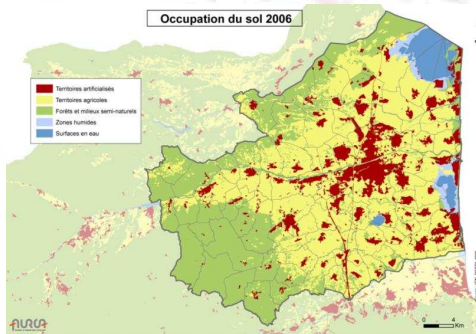 Occupation du sol 2006
Territoires artificialisés
Territoires agricoles
Forêts et milieux semi-naturels
Zones humides
Surfaces en eau
AURCA
0 4
Km